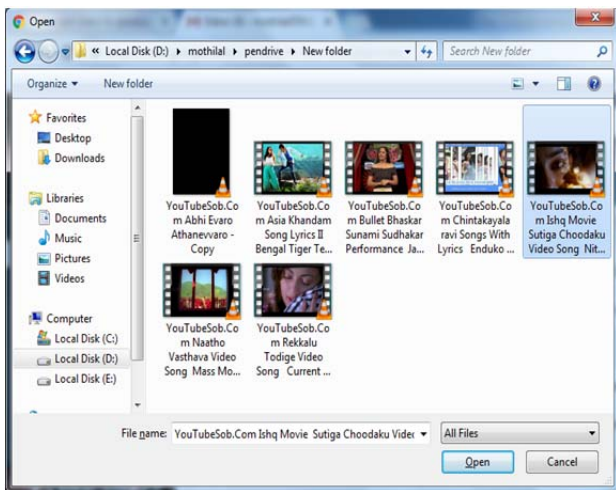 Open
« Local Disk (D:) ▸ mothilal ▸ pendrive ▸ New folder
Search New folder
Organize
New folder
Favorites
Desktop
Downloads
Libraries
Documents
Music
Pictures
Videos
Computer
Local Disk (C:)
Local Disk (D:)
Local Disk (E:)
YouTubeSob.Co
m Abhi Evaro
Athanevvaro -
Copy
YouTubeSob.Co
m Asia Khandam
Song Lyrics II
Bengal Tiger Te...
YouTubeSob.Co
m Bullet Bhaskar
Sunami Sudhakar
Performance Ja...
YouTubeSob.Co
m Chintakayala
ravi Songs With
Lyrics Enduko ...
YouTubeSob.Co
m Ishq Movie
Sutiga Choodaku
Video Song Nit...
YouTubeSob.Co
m Naatho
Vasthava Video
Song Mass Mo...
YouTubeSob.Co
m Rekkalu
Todige Video
Song Current ...
File name:
YouTubeSob.Com Ishq Movie Sutiga Choodaku
All Files
Open
Cancel